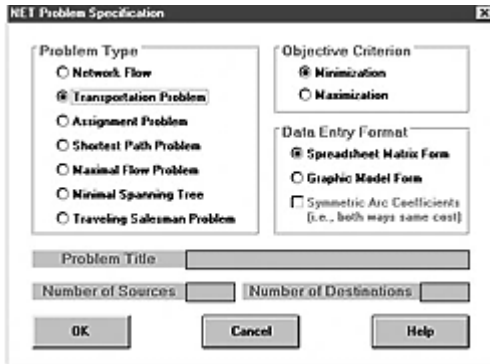 NET Problem Specification
Problem Type
Network Flow
Transportation Problem
Assignment Problem
Shortest Path Problem
Maximal Flow Problem
Minimal Spanning Tree
Traveling Salesman Problem
Objective Criterion
Minimization
Maximization
Data Entry Format
Spreadsheet Matrix Form
Graphic Model Form
Symmetric Arc Coefficients
(i.e., both ways same cost)
Problem Title
Number of Sources Number of Destinations
OK Cancel Help